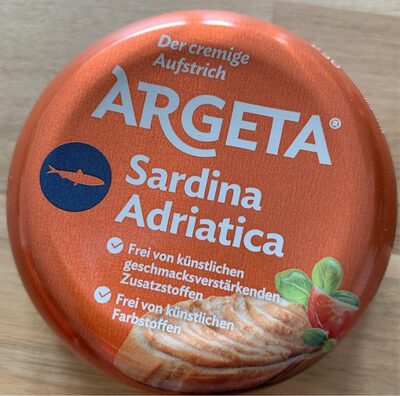 Der cremige
Aufstrich
ARGETA®
Sardina
Adriatica
Frei von künstlichen
geschmacksverstärkenden
Zusatzstoffen
Frei von künstlichen
Farbstoffen